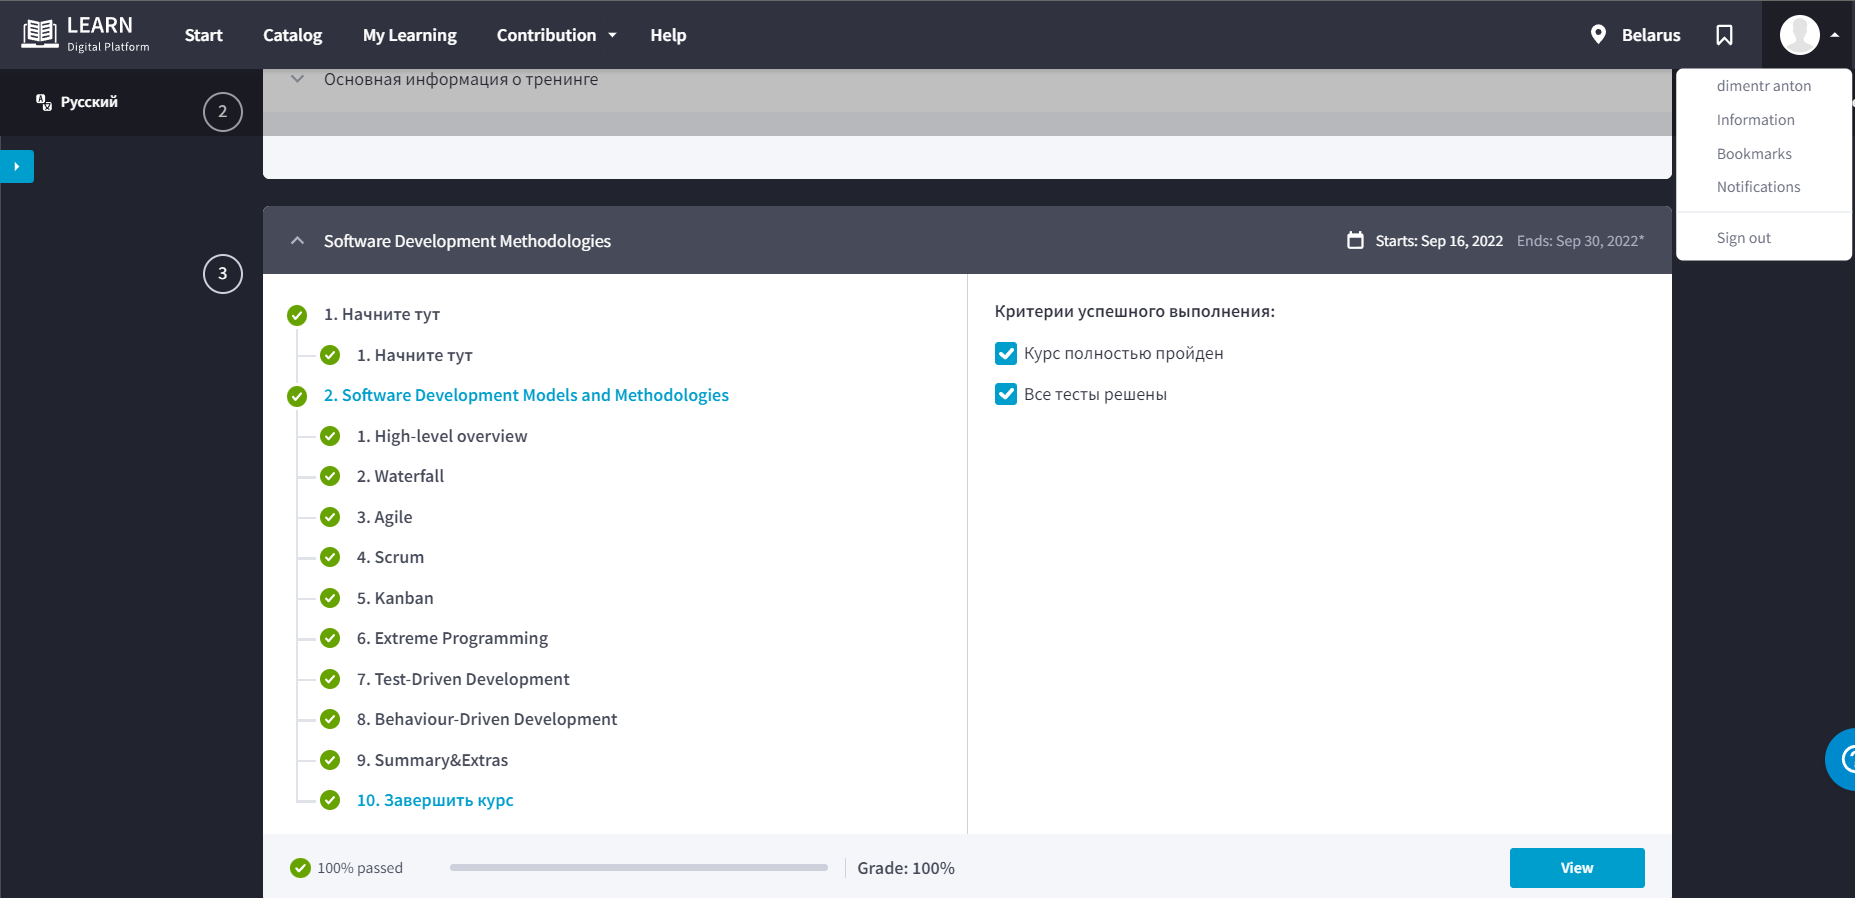 LEARN
Digital Platform
Start
Catalog
My Learning
Contribution
Help
Belarus
Русский
2
Основная информация о тренинге
dimentr anton
Information
Bookmarks
Notifications
Sign out
3
Software Development Methodologies
Starts: Sep 16, 2022
Ends: Sep 30, 2022*
1. Начните тут
1. Начните тут
2. Software Development Models and Methodologies
1. High-level overview
2. Waterfall
3. Agile
4. Scrum
5. Kanban
6. Extreme Programming
7. Test-Driven Development
8. Behaviour-Driven Development
9. Summary&Extras
10. Завершить курс
Критерии успешного выполнения:
Курс полностью пройден
Все тесты решены
100% passed
Grade: 100%
View